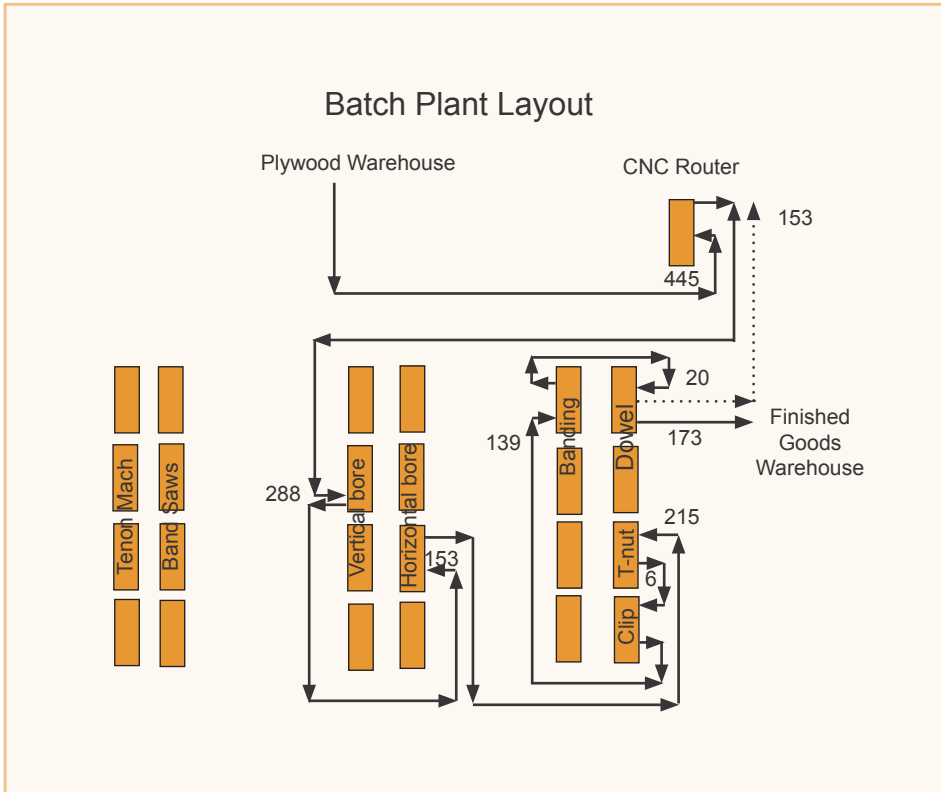 Batch Plant Layout
Plywood Warehouse
CNC Router
153
445
20
Finished
Goods
Warehouse
173
139
Banding
Dowel
288
Tenon Mach
Band Saws
Vertical bore
Horizontal bore
153
215
T-nut
6
Clip